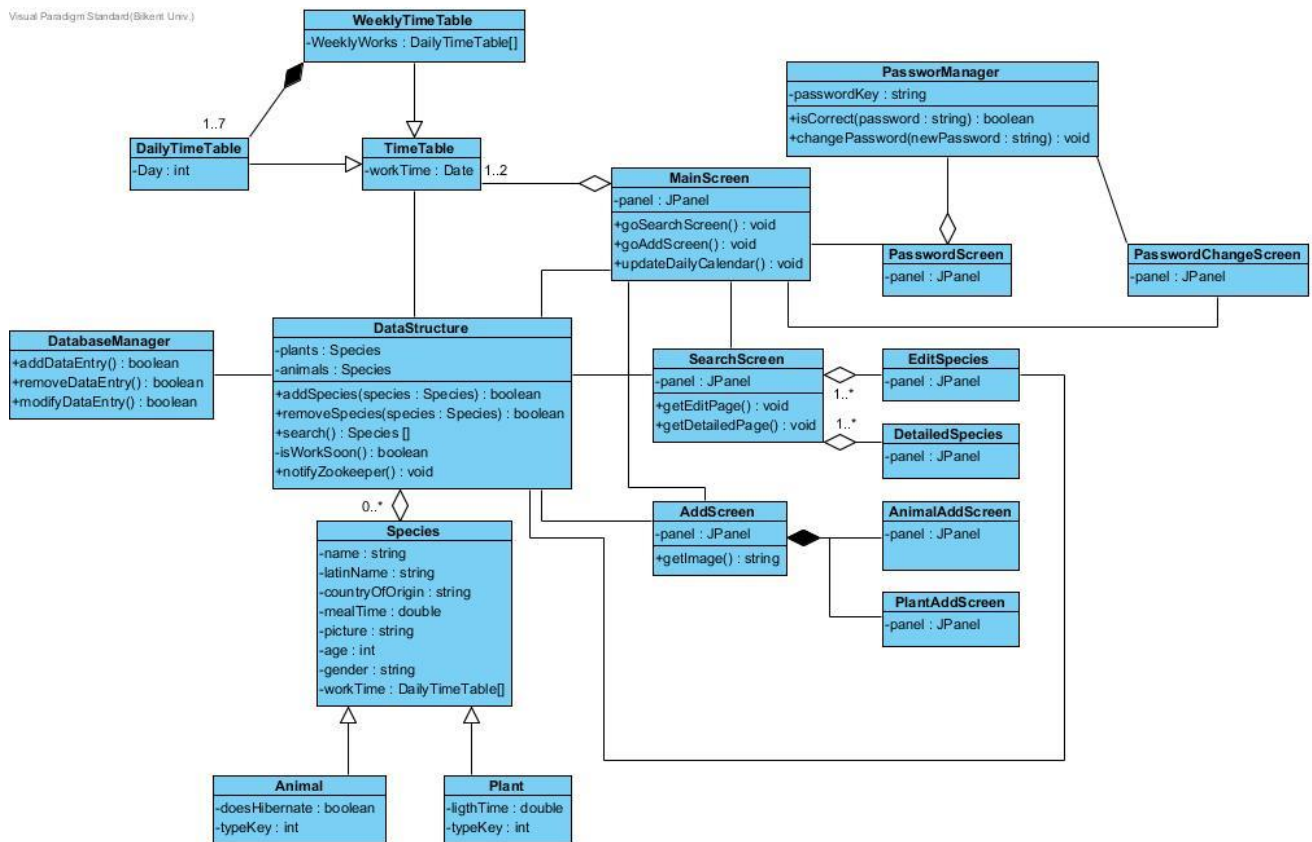 Visual Paradigm Standard(Bilkent Univ.)
WeeklyTimeTable
-WeeklyWorks : DailyTimeTable[]
1..7
DailyTimeTable
-Day : int
TimeTable
-workTime : Date
1..2
MainScreen
-panel : JPanel
+goSearchScreen() : void
+goAddScreen() : void
+updateDailyCalendar() : void
PassworManager
-passwordKey : string
+isCorrect(password : string) : boolean
+changePassword(newPassword : string) : void
PasswordScreen
-panel : JPanel
PasswordChangeScreen
-panel : JPanel
DatabaseManager
+addDataEntry() : boolean
+removeDataEntry() : boolean
+modifyDataEntry() : boolean
DataStructure
-plants : Species
-animals : Species
+addSpecies(species : Species) : boolean
+removeSpecies(species : Species) : boolean
+search() : Species []
-isWorkSoon() : boolean
+notifyZookeeper() : void
SearchScreen
-panel : JPanel
+getEditPage() : void
+getDetailedPage() : void
1..*
1..*
EditSpecies
-panel : JPanel
DetailedSpecies
-panel : JPanel
0..*
Species
-name : string
-latinName : string
-countryOfOrigin : string
-mealTime : double
-picture : string
-age : int
-gender : string
-workTime : DailyTimeTable[]
AddScreen
-panel : JPanel
+getImage() : string
AnimalAddScreen
-panel : JPanel
PlantAddScreen
-panel : JPanel
Animal
-doesHibernate : boolean
-typeKey : int
Plant
-ligthTime : double
-typeKey : int